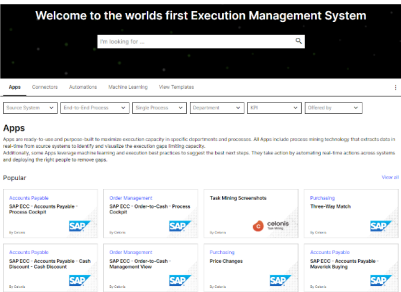 Welcome to the worlds first Execution Management System
I'm looking for ...
Apps Connectors Automations Machine Learning View Templates
Source System End-to-End Process Single Process Department KPI Offered by
Apps
Apps are ready-to-use and purpose-built to maximize execution capacity in specific departments and processes. All Apps include process mining technology that extracts data in
real-time from source systems to identify and visualize the execution gaps limiting capacity.
Additionally, some Apps leverage machine learning and execution best practices to suggest the best next steps. They take action by automating real-time actions across systems
and deploying the right people to remove gaps.
Popular View all
Accounts Payable
SAP ECC - Accounts Payable - Process Cockpit
By Celonis
SAP
Order Management
SAP ECC - Order-to-Cash - Process Cockpit
By Celonis
SAP
Task Mining Screenshots
By Celonis
celonis
Purchasing
Three-Way Match
By Celonis
SAP
Accounts Payable
SAP ECC - Accounts Payable - Cash Discount - Cash Discount
By Celonis
SAP
Order Management
SAP ECC - Order-to-Cash - Management View
By Celonis
SAP
Purchasing
Price Changes
By Celonis
SAP
Accounts Payable
SAP ECC - Accounts Payable - Maverick Buying
By Celonis
SAP